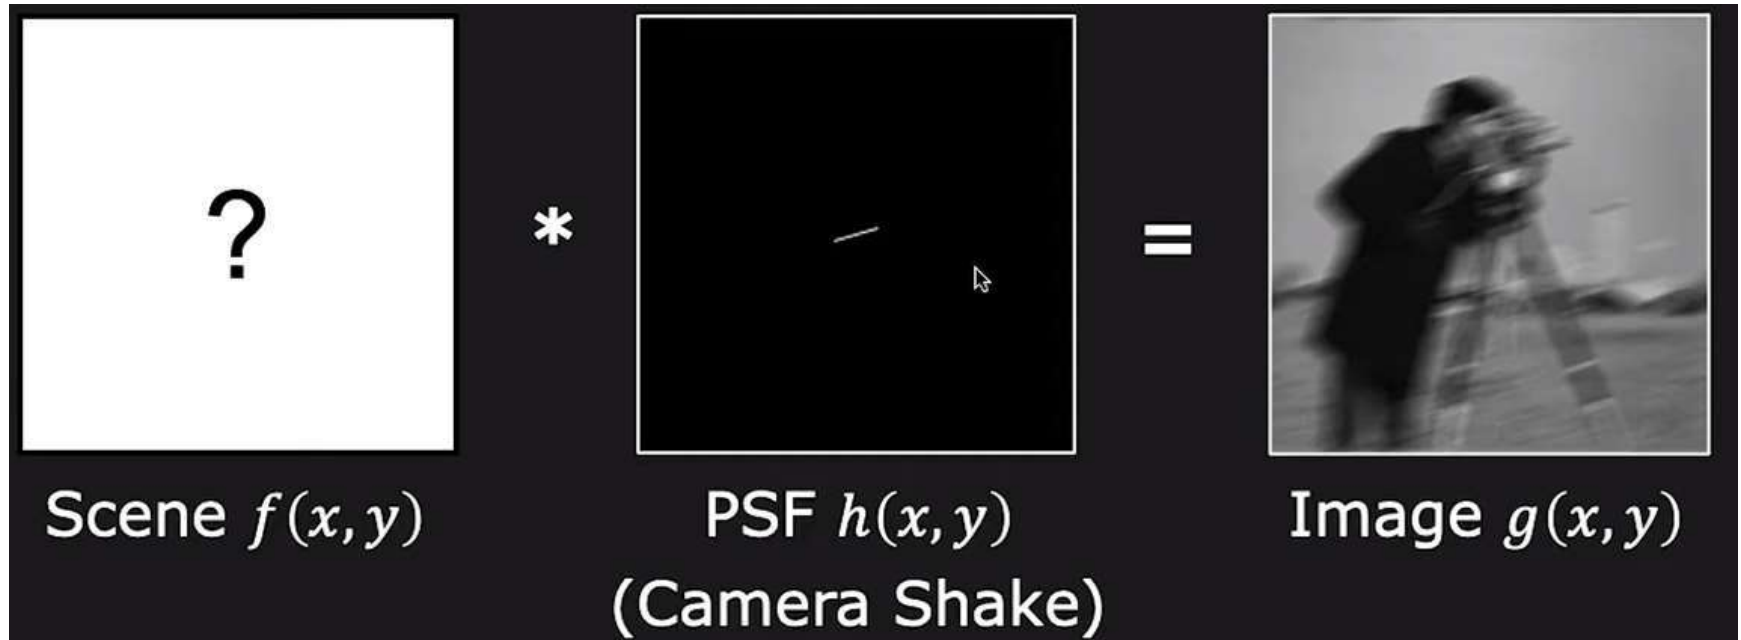 ?
*
=
Scene f(x, y)
PSF h(x, y)
Image g(x, y)
(Camera Shake)